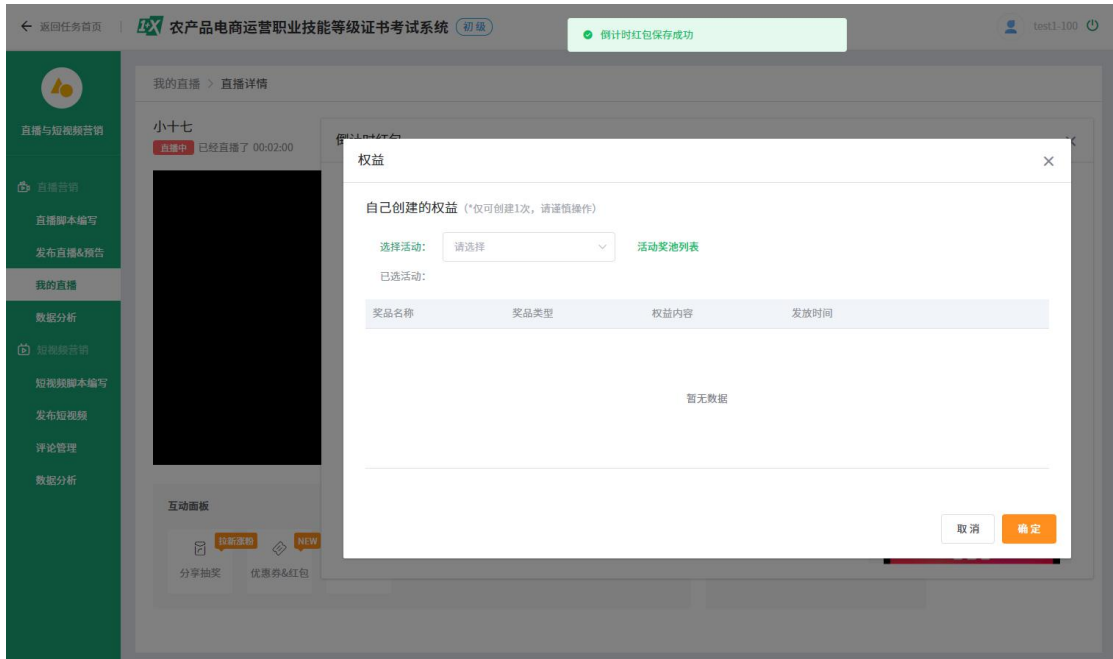 返回任务首页
1+X 农产品电商运营职业技能等级证书考试系统 初级
倒计时红包保存成功
test1-100
直播与短视频营销
直播营销
直播脚本编写
发布直播&预告
我的直播
数据分析
短视频营销
短视频脚本编写
发布短视频
评论管理
数据分析
我的直播 > 直播详情
小十七
直播中 已经直播了 00:02:00
倒计时红包
权益
自己创建的权益 (*仅可创建1次，请谨慎操作)
选择活动： 请选择 活动奖池列表
已选活动：
奖品名称 奖品类型 权益内容 发放时间
暂无数据
取消 确定
互动面板
拉新涨粉 NEW
分享抽奖 优惠券&红包